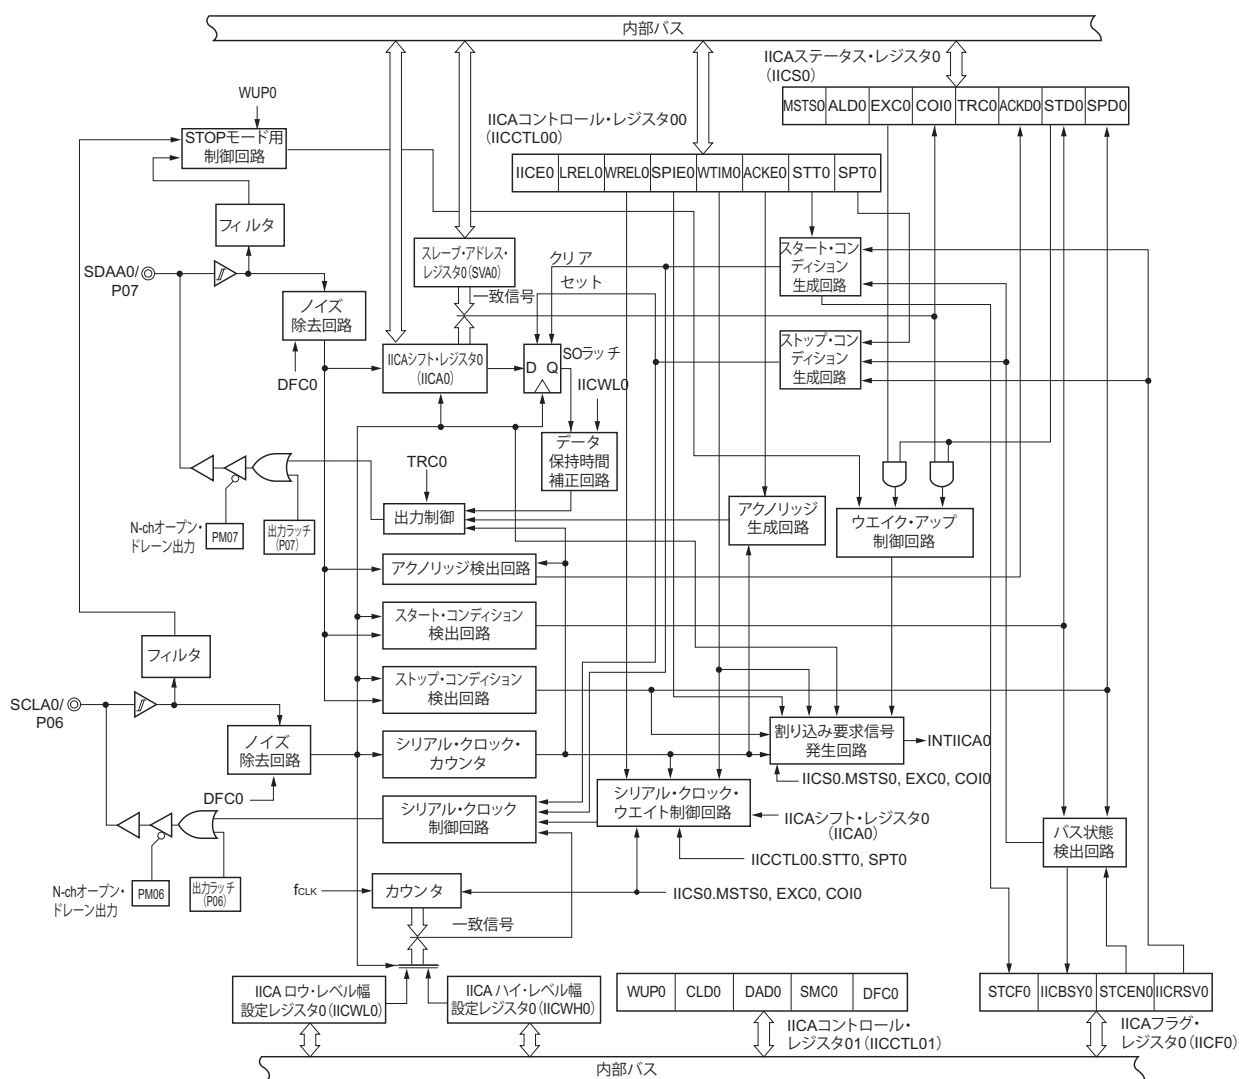 内部バス
IICAステータス・レジスタ0
(IICS0)
MSTS0 ALD0 EXC0 COI0 TRC0 ACKD0 STD0 SPD0
WUP0
STOPモード用
制御回路
IICAコントロール・レジスタ00
(IICCTL00)
IICE0 LREL0 WREL0 SPIE0 WTIM0 ACKE0 STT0 SPT0
フィルタ
SDAA0/
P07
スレーブ・アドレス・
レジスタ0(SVA0)
クリア
セット
スタート・コン
ディション
生成回路
ノイズ
除去回路
一致信号
DFC0
IICAシフト・レジスタ0
(IICA0)
D Q
SOラッチ
IICWL0
ストップ・コン
ディション
生成回路
データ
保持時間
補正回路
TRC0
出力制御
N-chオープン・
ドレーン出力
PM07
出力ラッチ
(P07)
アクノリッジ
生成回路
ウエイク・アップ
制御回路
アクノリッジ検出回路
スタート・コンディション
検出回路
フィルタ
ストップ・コンディション
検出回路
SCLA0/
P06
ノイズ
除去回路
DFC0
シリアル・クロック・
カウンタ
割り込み要求信号
発生回路
INTIICA0
IICS0.MSTS0, EXC0, COI0
シリアル・クロック
制御回路
シリアル・クロック・
ウエイト制御回路
IICAシフト・レジスタ0
(IICA0)
バス状態
検出回路
IICCTL00.STT0, SPT0
N-chオープン・
ドレーン出力
PM06
出力ラッチ
(P06)
fCLK
カウンタ
IICS0.MSTS0, EXC0, COI0
一致信号
IICA ロウ・レベル幅
設定レジスタ0(IICWL0)
IICA ハイ・レベル幅
設定レジスタ0(IICWH0)
WUP0 CLD0 DAD0 SMC0 DFC0
STCF0 IICBSY0 STCEN0 IICRSV0
IICAコントロール・
レジスタ01(IICCTL01)
IICAフラグ・
レジスタ0(IICF0)
内部バス